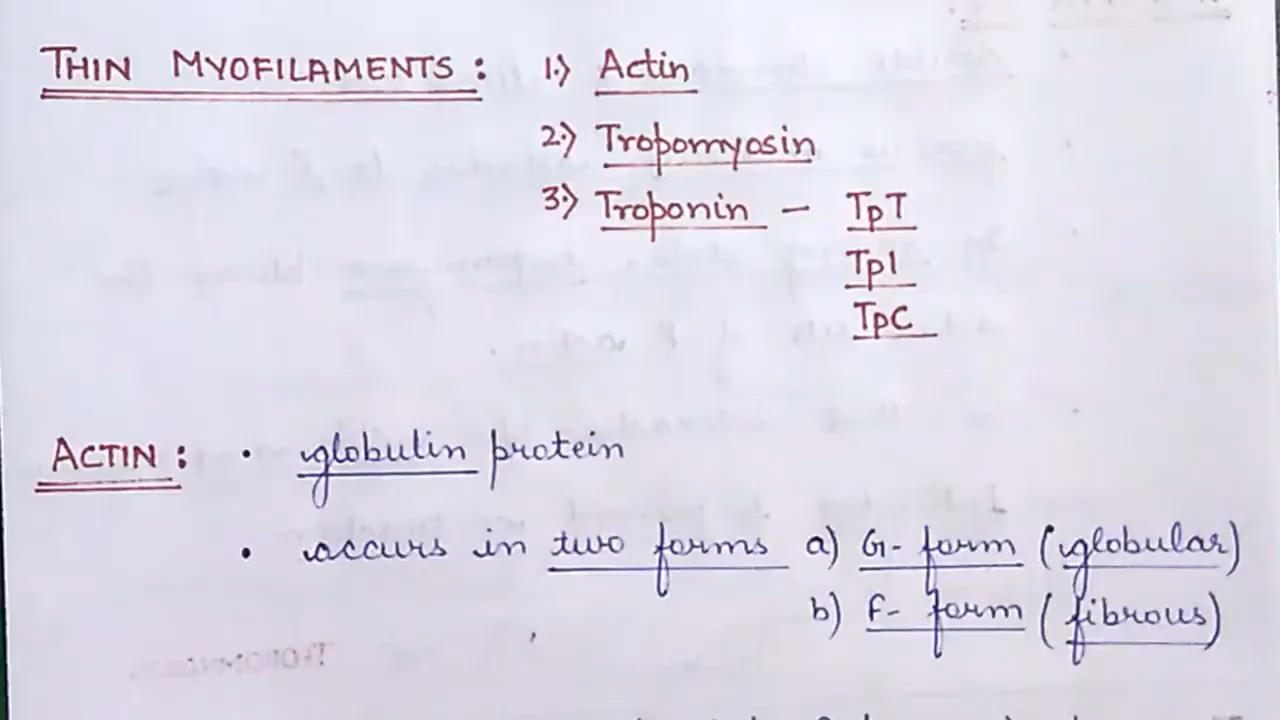 THIN MYOFILAMENTS : 1.) Actin
2.) Tropomyosin
3.) Troponin - TpT
TpI
TpC
ACTIN : • globulin protein
• occurs in two forms a) G- form (globular)
b) F- form (fibrous)